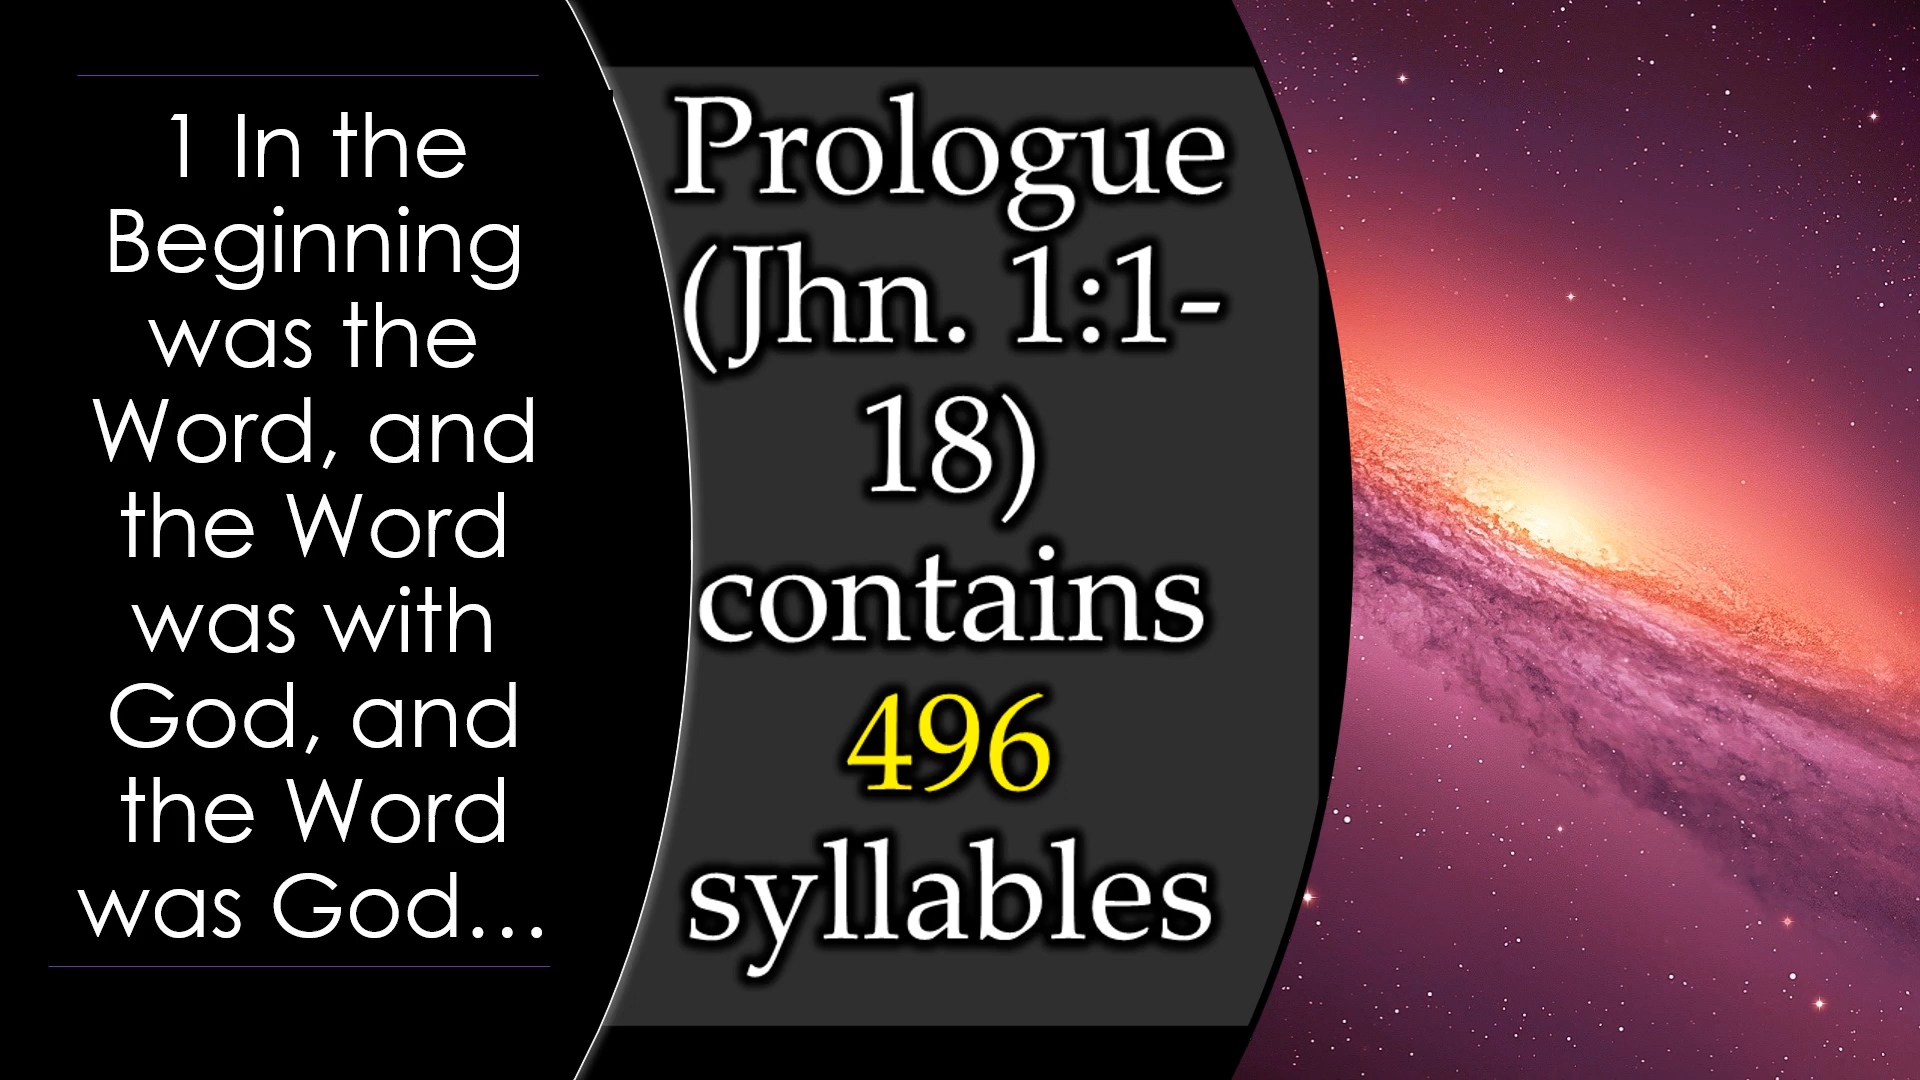 1 In the
Beginning
was the
Word, and
the Word
was with
God, and
the Word
was God…
Prologue
(Jhn. 1:1-
18)
contains
496
syllables